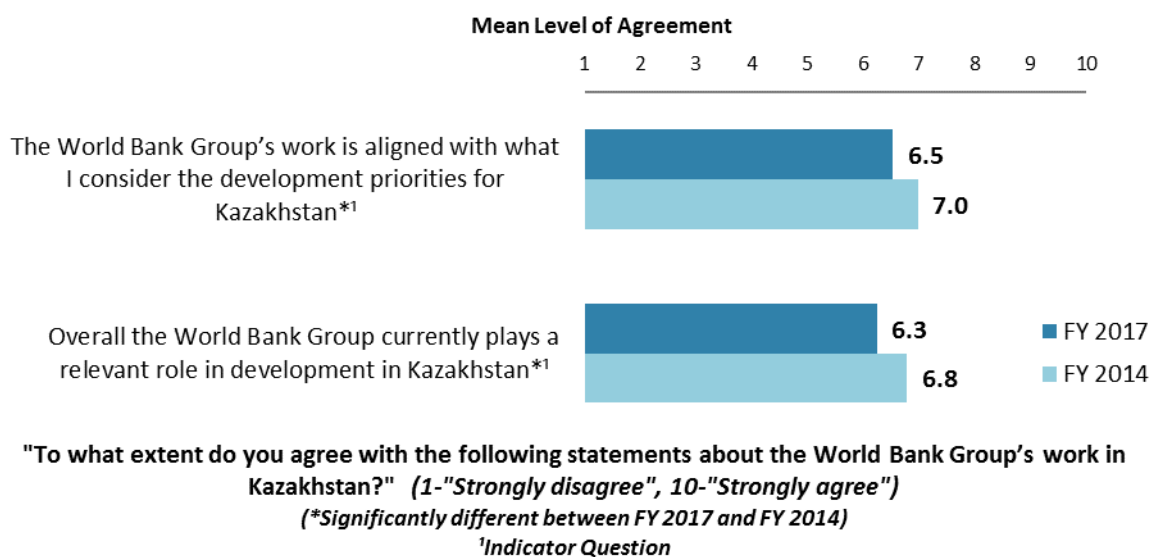 Mean Level of Agreement
1 2 3 4 5 6 7 8 9 10
The World Bank Group’s work is aligned with what
I consider the development priorities for
Kazakhstan*¹
6.5
7.0
Overall the World Bank Group currently plays a
relevant role in development in Kazakhstan*¹
6.3
6.8
FY 2017
FY 2014
"To what extent do you agree with the following statements about the World Bank Group’s work in
Kazakhstan?" (1-"Strongly disagree", 10-"Strongly agree")
(*Significantly different between FY 2017 and FY 2014)
¹Indicator Question